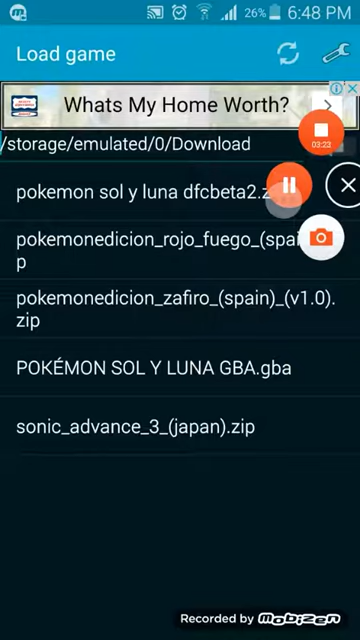 26% 6:48 PM
Load game
Whats My Home Worth?
/storage/emulated/0/Download
03:23
pokemon sol y luna dfcbeta2.z
pokemonedicion_rojo_fuego_(spai
p
pokemonedicion_zafiro_(spain)_(v1.0).
zip
POKÉMON SOL Y LUNA GBA.gba
sonic_advance_3_(japan).zip
Recorded by mobizen